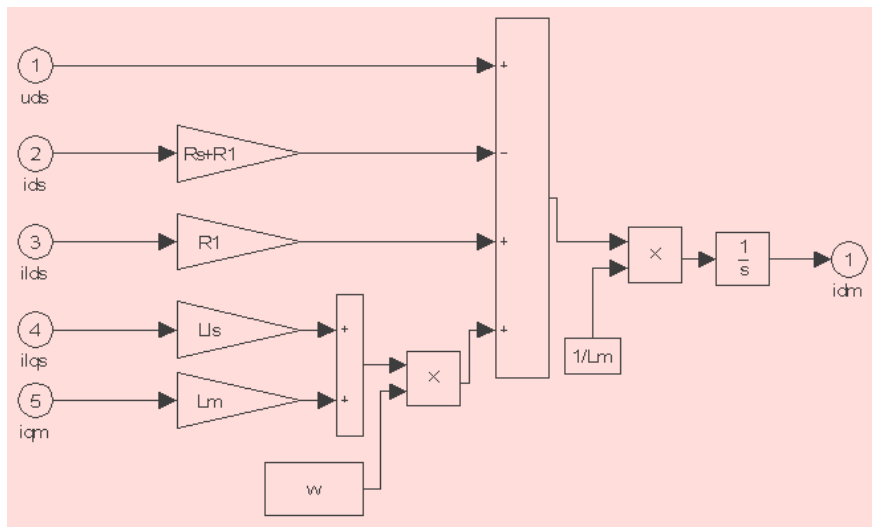 1
+
uds
2
Rs+R1
−
ids
3
R1
+
ilds
×
1
s
1
idm
4
Lls
+
+
ilqs
1/Lm
×
5
Lm
+
iqm
w